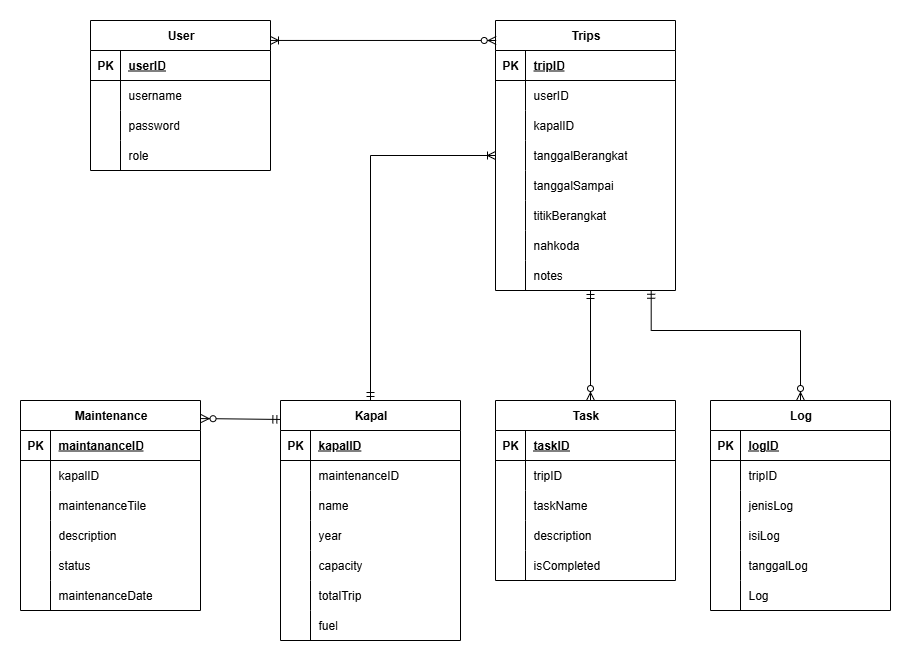 User
PK userID
username
password
role
Trips
PK tripID
userID
kapalID
tanggalBerangkat
tanggalSampai
titikBerangkat
nahkoda
notes
Maintenance
PK maintananceID
kapalID
maintenanceTile
description
status
maintenanceDate
Kapal
PK kapalID
maintenanceID
name
year
capacity
totalTrip
fuel
Task
PK taskID
tripID
taskName
description
isCompleted
Log
PK logID
tripID
jenisLog
isiLog
tanggalLog
Log